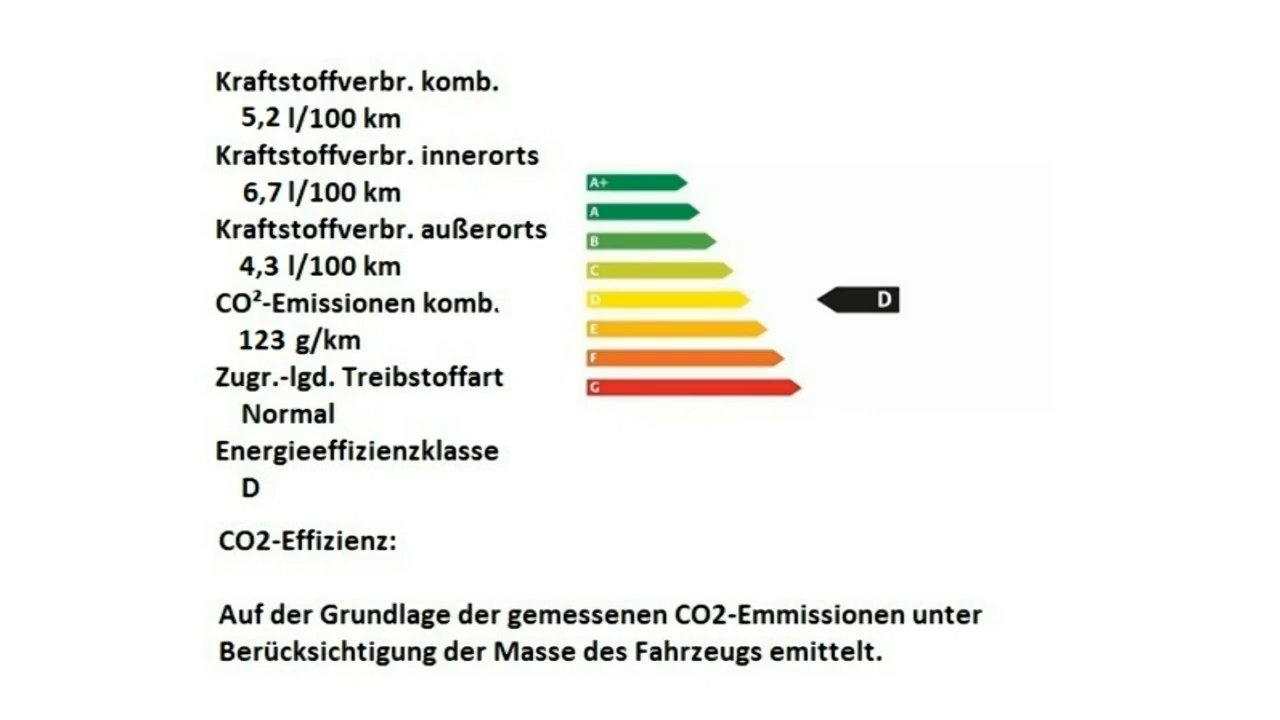 Kraftstoffverbr. komb.
5,2 l/100 km
Kraftstoffverbr. innerorts
6,7 l/100 km
Kraftstoffverbr. außerorts
4,3 l/100 km
CO²-Emissionen komb.
123 g/km
Zugr.-lgd. Treibstoffart
Normal
Energieeffizienzklasse
D
A+
A
B
C
D
D
E
F
G
CO2-Effizienz:
Auf der Grundlage der gemessenen CO2-Emmissionen unter
Berücksichtigung der Masse des Fahrzeugs emittelt.